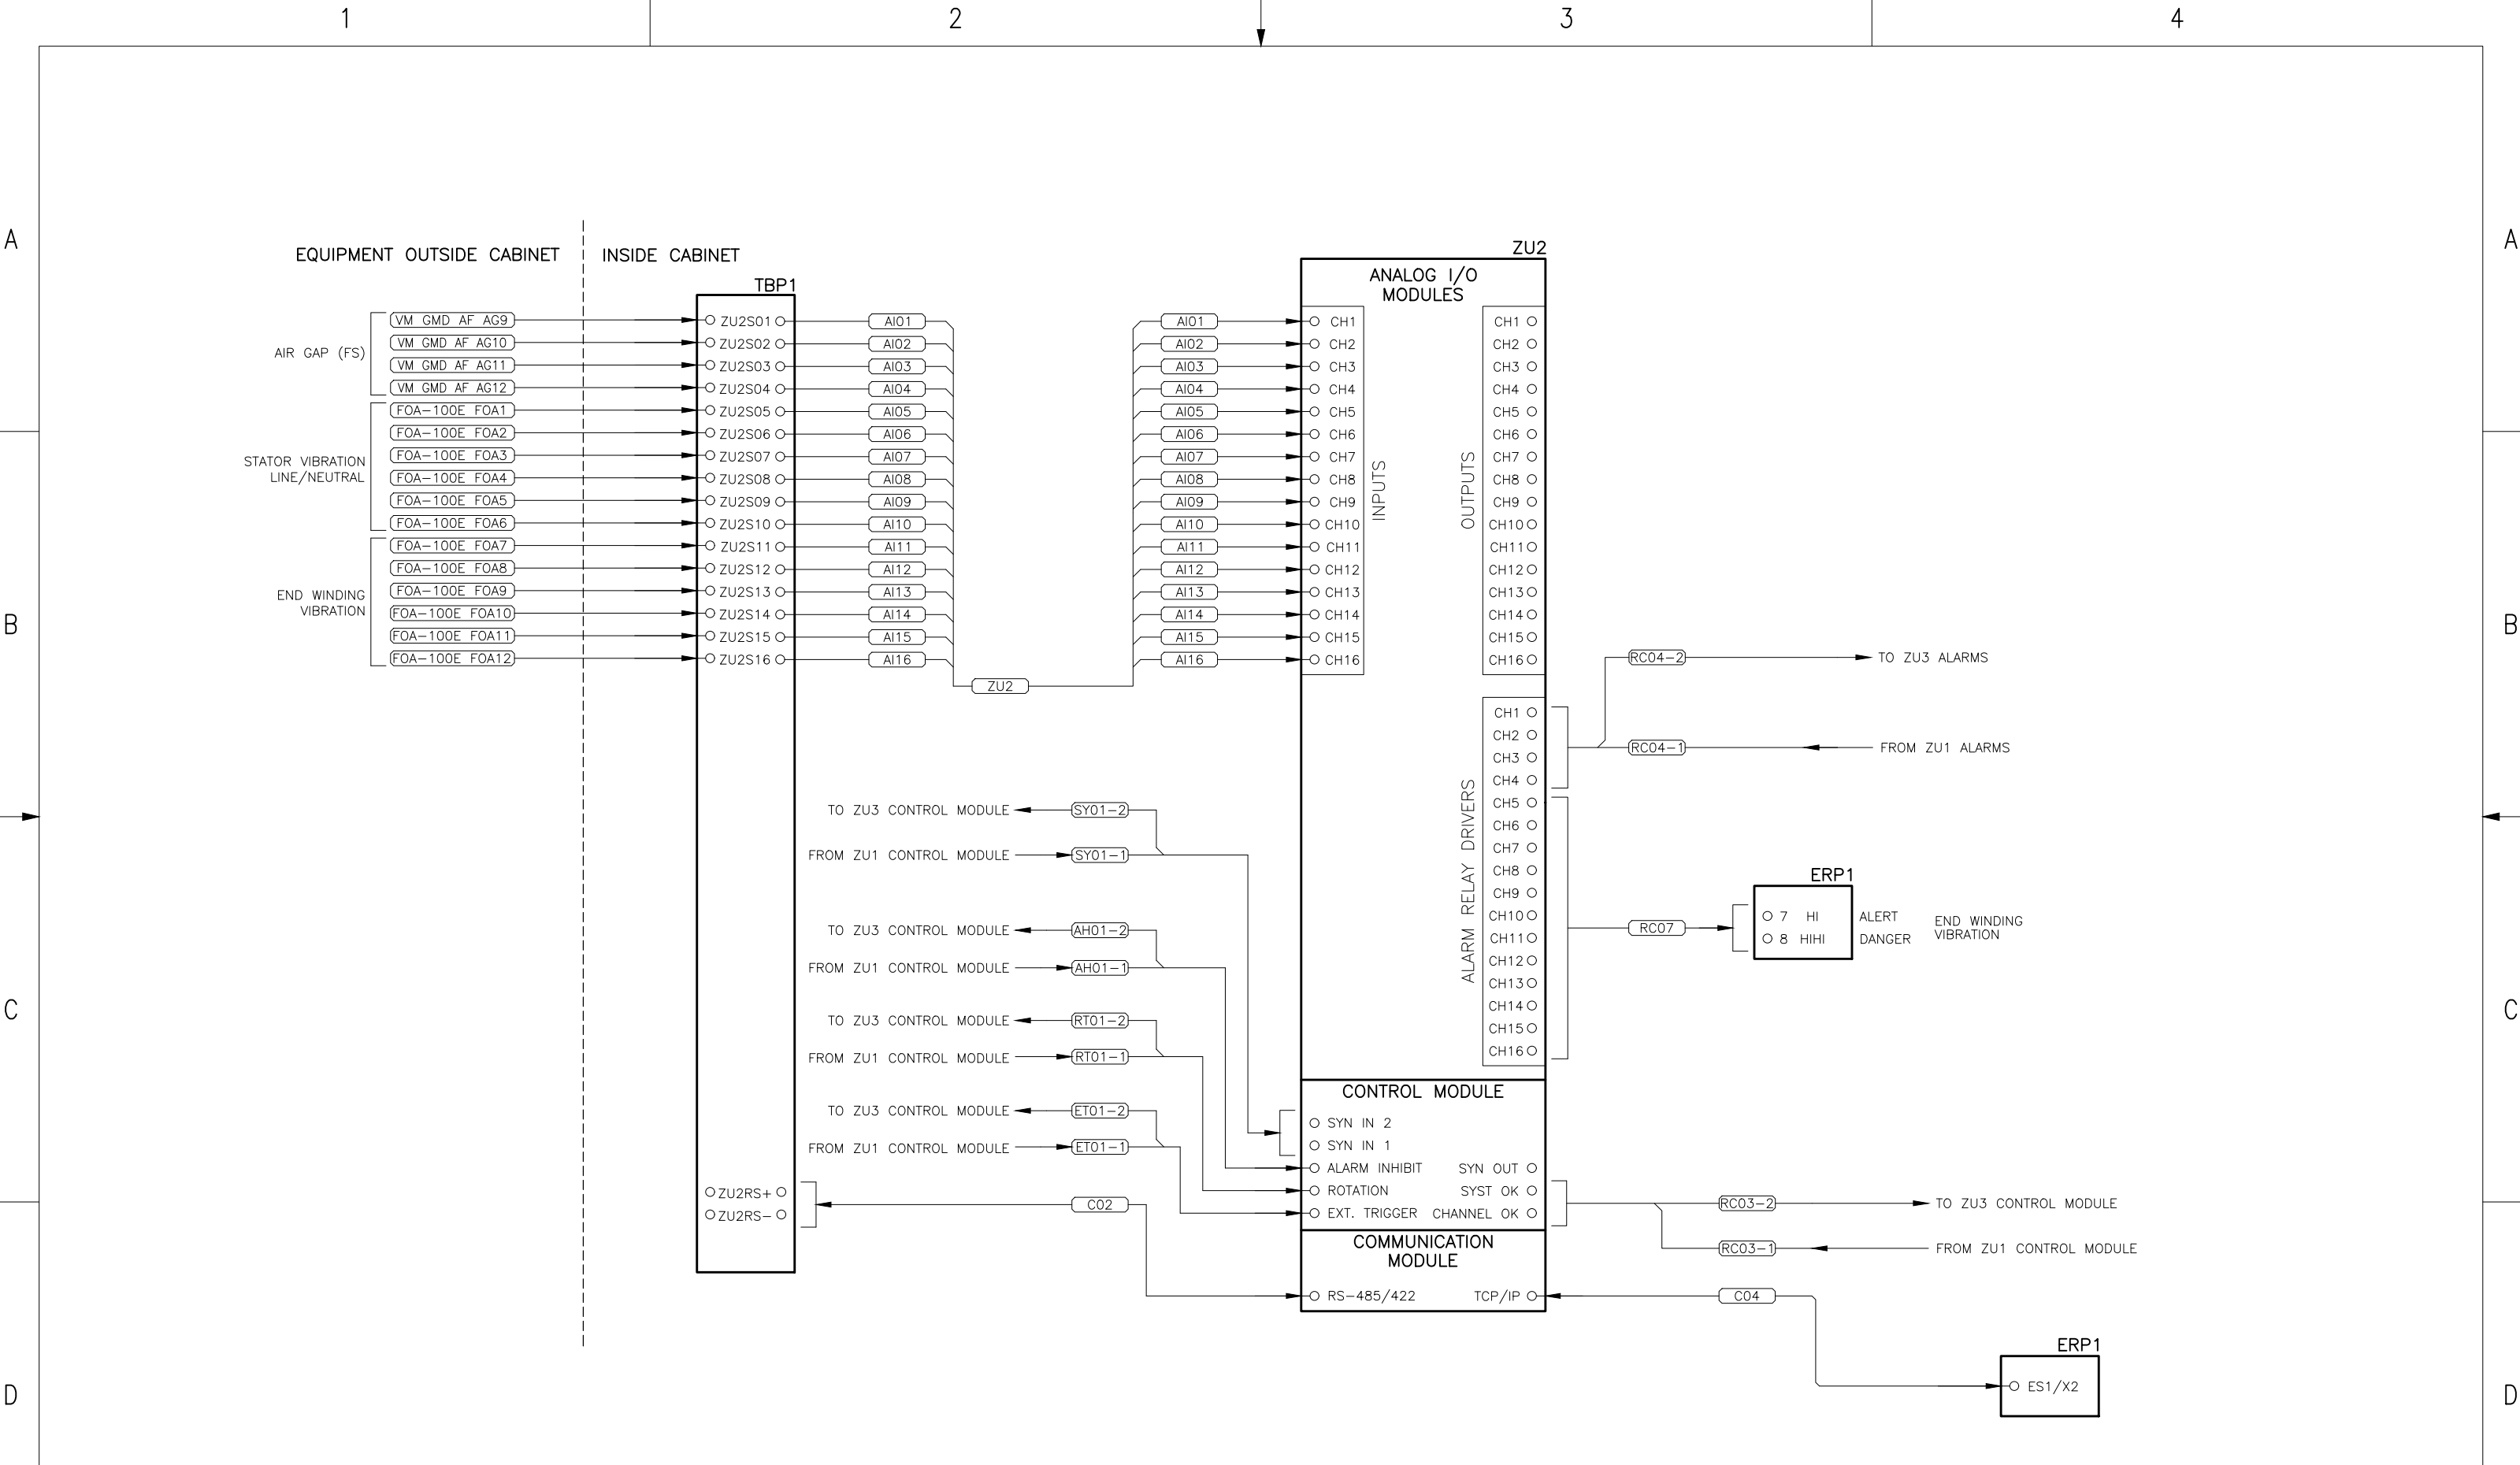 1 2 3 4
A A
EQUIPMENT OUTSIDE CABINET
INSIDE CABINET
AIR GAP (FS)
VM GMD AF AG9
VM GMD AF AG10
VM GMD AF AG11
VM GMD AF AG12
STATOR VIBRATION
LINE/NEUTRAL
FOA-100E FOA1
FOA-100E FOA2
FOA-100E FOA3
FOA-100E FOA4
FOA-100E FOA5
FOA-100E FOA6
END WINDING
VIBRATION
FOA-100E FOA7
FOA-100E FOA8
FOA-100E FOA9
FOA-100E FOA10
FOA-100E FOA11
FOA-100E FOA12
TBP1
ZU2S01
ZU2S02
ZU2S03
ZU2S04
ZU2S05
ZU2S06
ZU2S07
ZU2S08
ZU2S09
ZU2S10
ZU2S11
ZU2S12
ZU2S13
ZU2S14
ZU2S15
ZU2S16
ZU2RS+
ZU2RS-
AI01
AI02
AI03
AI04
AI05
AI06
AI07
AI08
AI09
AI10
AI11
AI12
AI13
AI14
AI15
AI16
ZU2
AI01
AI02
AI03
AI04
AI05
AI06
AI07
AI08
AI09
AI10
AI11
AI12
AI13
AI14
AI15
AI16
TO ZU3 CONTROL MODULE SY01-2
FROM ZU1 CONTROL MODULE SY01-1
TO ZU3 CONTROL MODULE AH01-2
FROM ZU1 CONTROL MODULE AH01-1
TO ZU3 CONTROL MODULE RT01-2
FROM ZU1 CONTROL MODULE RT01-1
TO ZU3 CONTROL MODULE ET01-2
FROM ZU1 CONTROL MODULE ET01-1
C02
ZU2
ANALOG I/O
MODULES
CH1
CH2
CH3
CH4
CH5
CH6
CH7
CH8
CH9
CH10
CH11
CH12
CH13
CH14
CH15
CH16
INPUTS
OUTPUTS
CH1
CH2
CH3
CH4
CH5
CH6
CH7
CH8
CH9
CH10
CH11
CH12
CH13
CH14
CH15
CH16
ALARM RELAY DRIVERS
CH1
CH2
CH3
CH4
CH5
CH6
CH7
CH8
CH9
CH10
CH11
CH12
CH13
CH14
CH15
CH16
CONTROL MODULE
SYN IN 2
SYN IN 1
ALARM INHIBIT SYN OUT
ROTATION SYST OK
EXT. TRIGGER CHANNEL OK
COMMUNICATION
MODULE
RS-485/422 TCP/IP
RC04-2 TO ZU3 ALARMS
RC04-1 FROM ZU1 ALARMS
RC07
ERP1
7 HI ALERT
8 HIHI DANGER
END WINDING
VIBRATION
RC03-2 TO ZU3 CONTROL MODULE
RC03-1 FROM ZU1 CONTROL MODULE
C04
ERP1
ES1/X2
B B
C C
D D